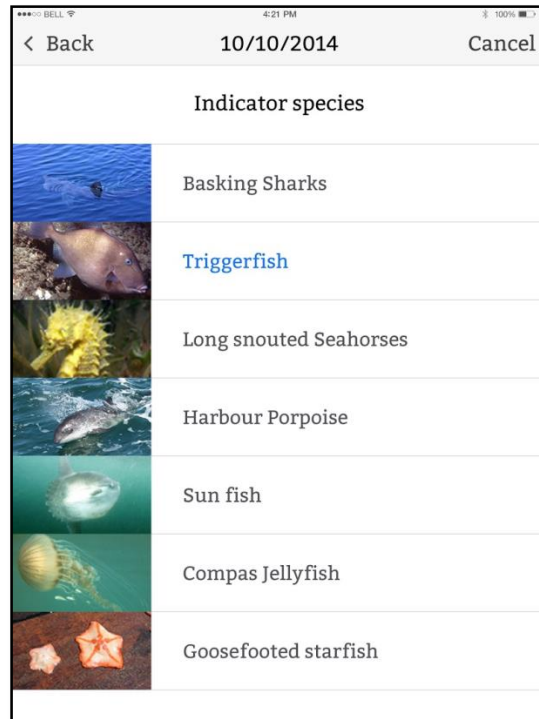 BELL 4:21 PM 100%
< Back 10/10/2014 Cancel
Indicator species
Basking Sharks
Triggerfish
Long snouted Seahorses
Harbour Porpoise
Sun fish
Compas Jellyfish
Goosefooted starfish